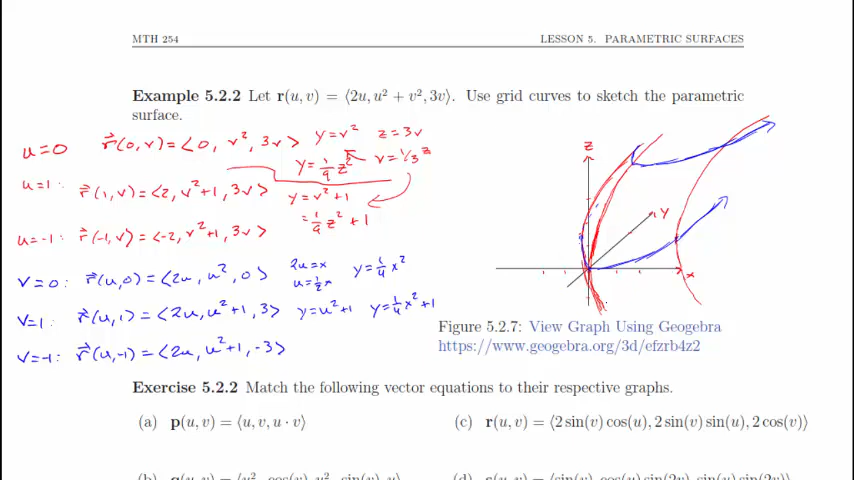 MTH 254 LESSON 5. PARAMETRIC SURFACES
Example 5.2.2 Let r(u, v) = ⟨2u, u² + v², 3v⟩. Use grid curves to sketch the parametric
surface.
u=0 r⃗(0,v)=<0, v², 3v> y=v² z=3v
y=1/9 z² v=1/3 z
u=1: r⃗(1,v)=<2, v²+1, 3v> y=v²+1
=1/9 z²+1
u=-1: r⃗(-1,v)=<-2, v²+1, 3v>
v=0: r⃗(u,0)=<2u, u², 0> 2u=x y=1/4 x²
u=1/2 x
v=1: r⃗(u,1)=<2u, u²+1, 3> y=u²+1 y=1/4 x²+1
v=-1: r⃗(u,-1)=<2u, u²+1, -3>
z
y
x
Figure 5.2.7: View Graph Using Geogebra
https://www.geogebra.org/3d/efzrb4z2
Exercise 5.2.2 Match the following vector equations to their respective graphs.
(a) p(u, v) = ⟨u, v, u · v⟩ (c) r(u, v) = ⟨2 sin(v) cos(u), 2 sin(v) sin(u), 2 cos(v)⟩